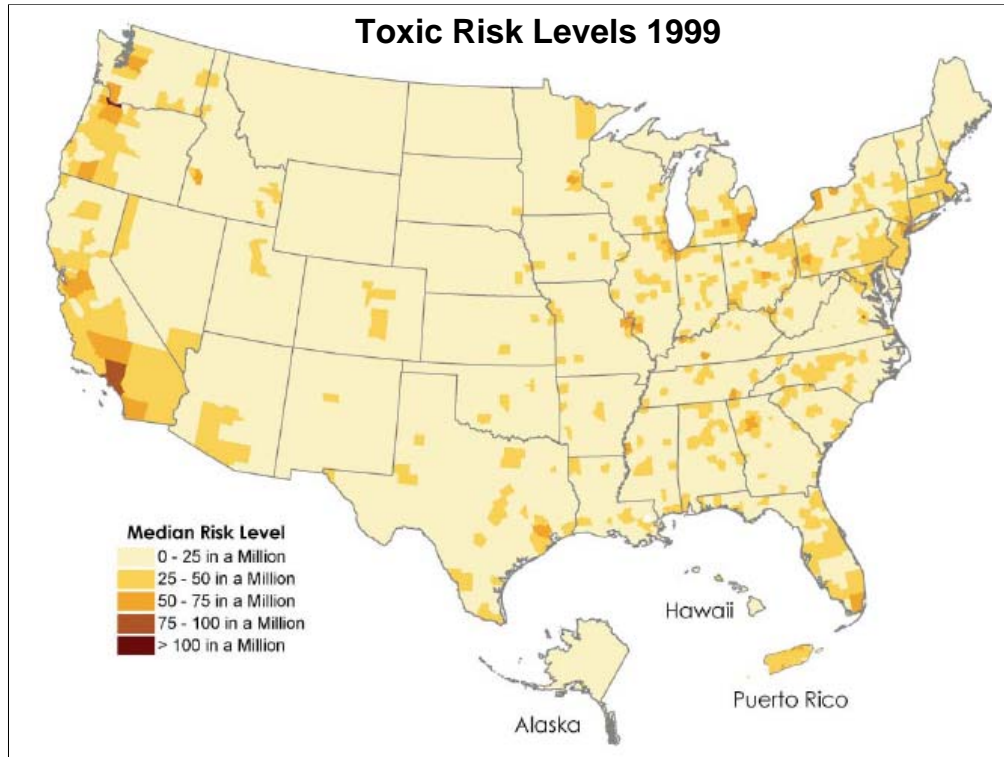 Toxic Risk Levels 1999
Median Risk Level
0 - 25 in a Million
25 - 50 in a Million
50 - 75 in a Million
75 - 100 in a Million
> 100 in a Million
Hawaii
Alaska
Puerto Rico